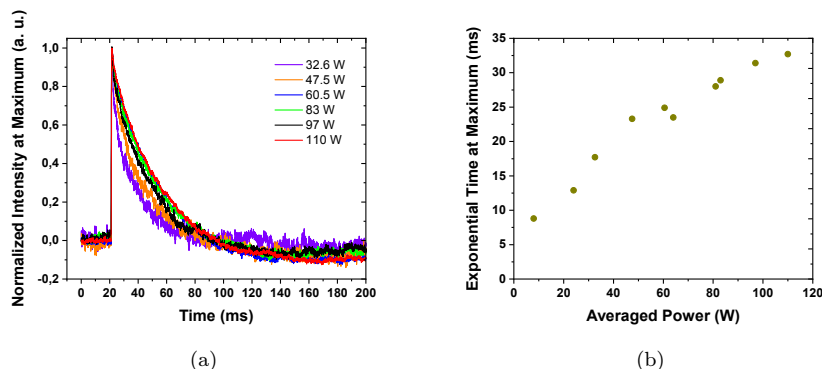 1,0
0,8
0,6
0,4
0,2
0,0
0,2
Normalized Intensity at Maximum (a. u.)
32.6 W
47.5 W
60.5 W
83 W
97 W
110 W
0 20 40 60 80 100 120 140 160 180 200
Time (ms)
(a)
35
30
25
20
15
10
5
0
Exponential Time at Maximum (ms)
0 20 40 60 80 100 120
Averaged Power (W)
(b)